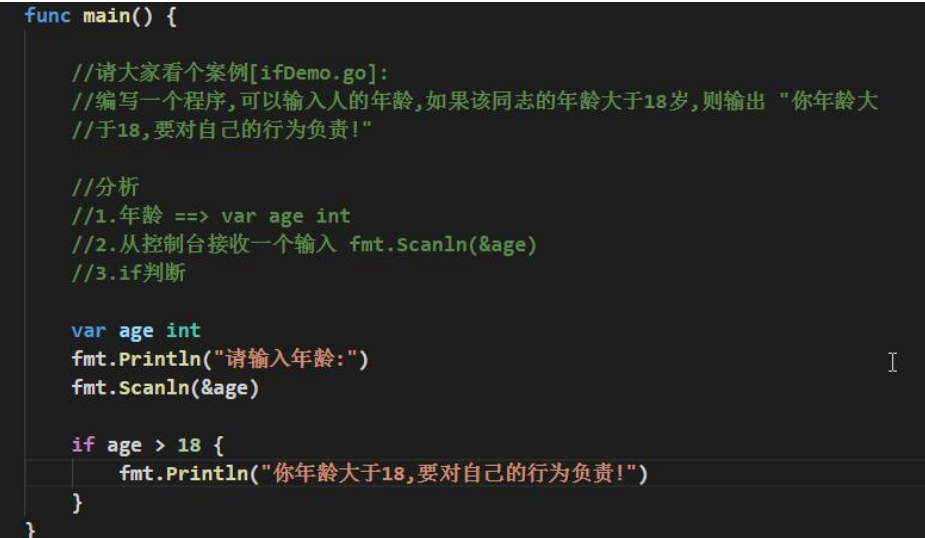 func main() {
//请大家看个案例[ifDemo.go]:
//编写一个程序,可以输入人的年龄,如果该同志的年龄大于18岁,则输出 "你年龄大
//于18,要对自己的行为负责!"
//分析
//1.年龄 ==> var age int
//2.从控制台接收一个输入 fmt.Scanln(&age)
//3.if判断
var age int
fmt.Println("请输入年龄:")
fmt.Scanln(&age)
if age > 18 {
fmt.Println("你年龄大于18,要对自己的行为负责!")
}
}